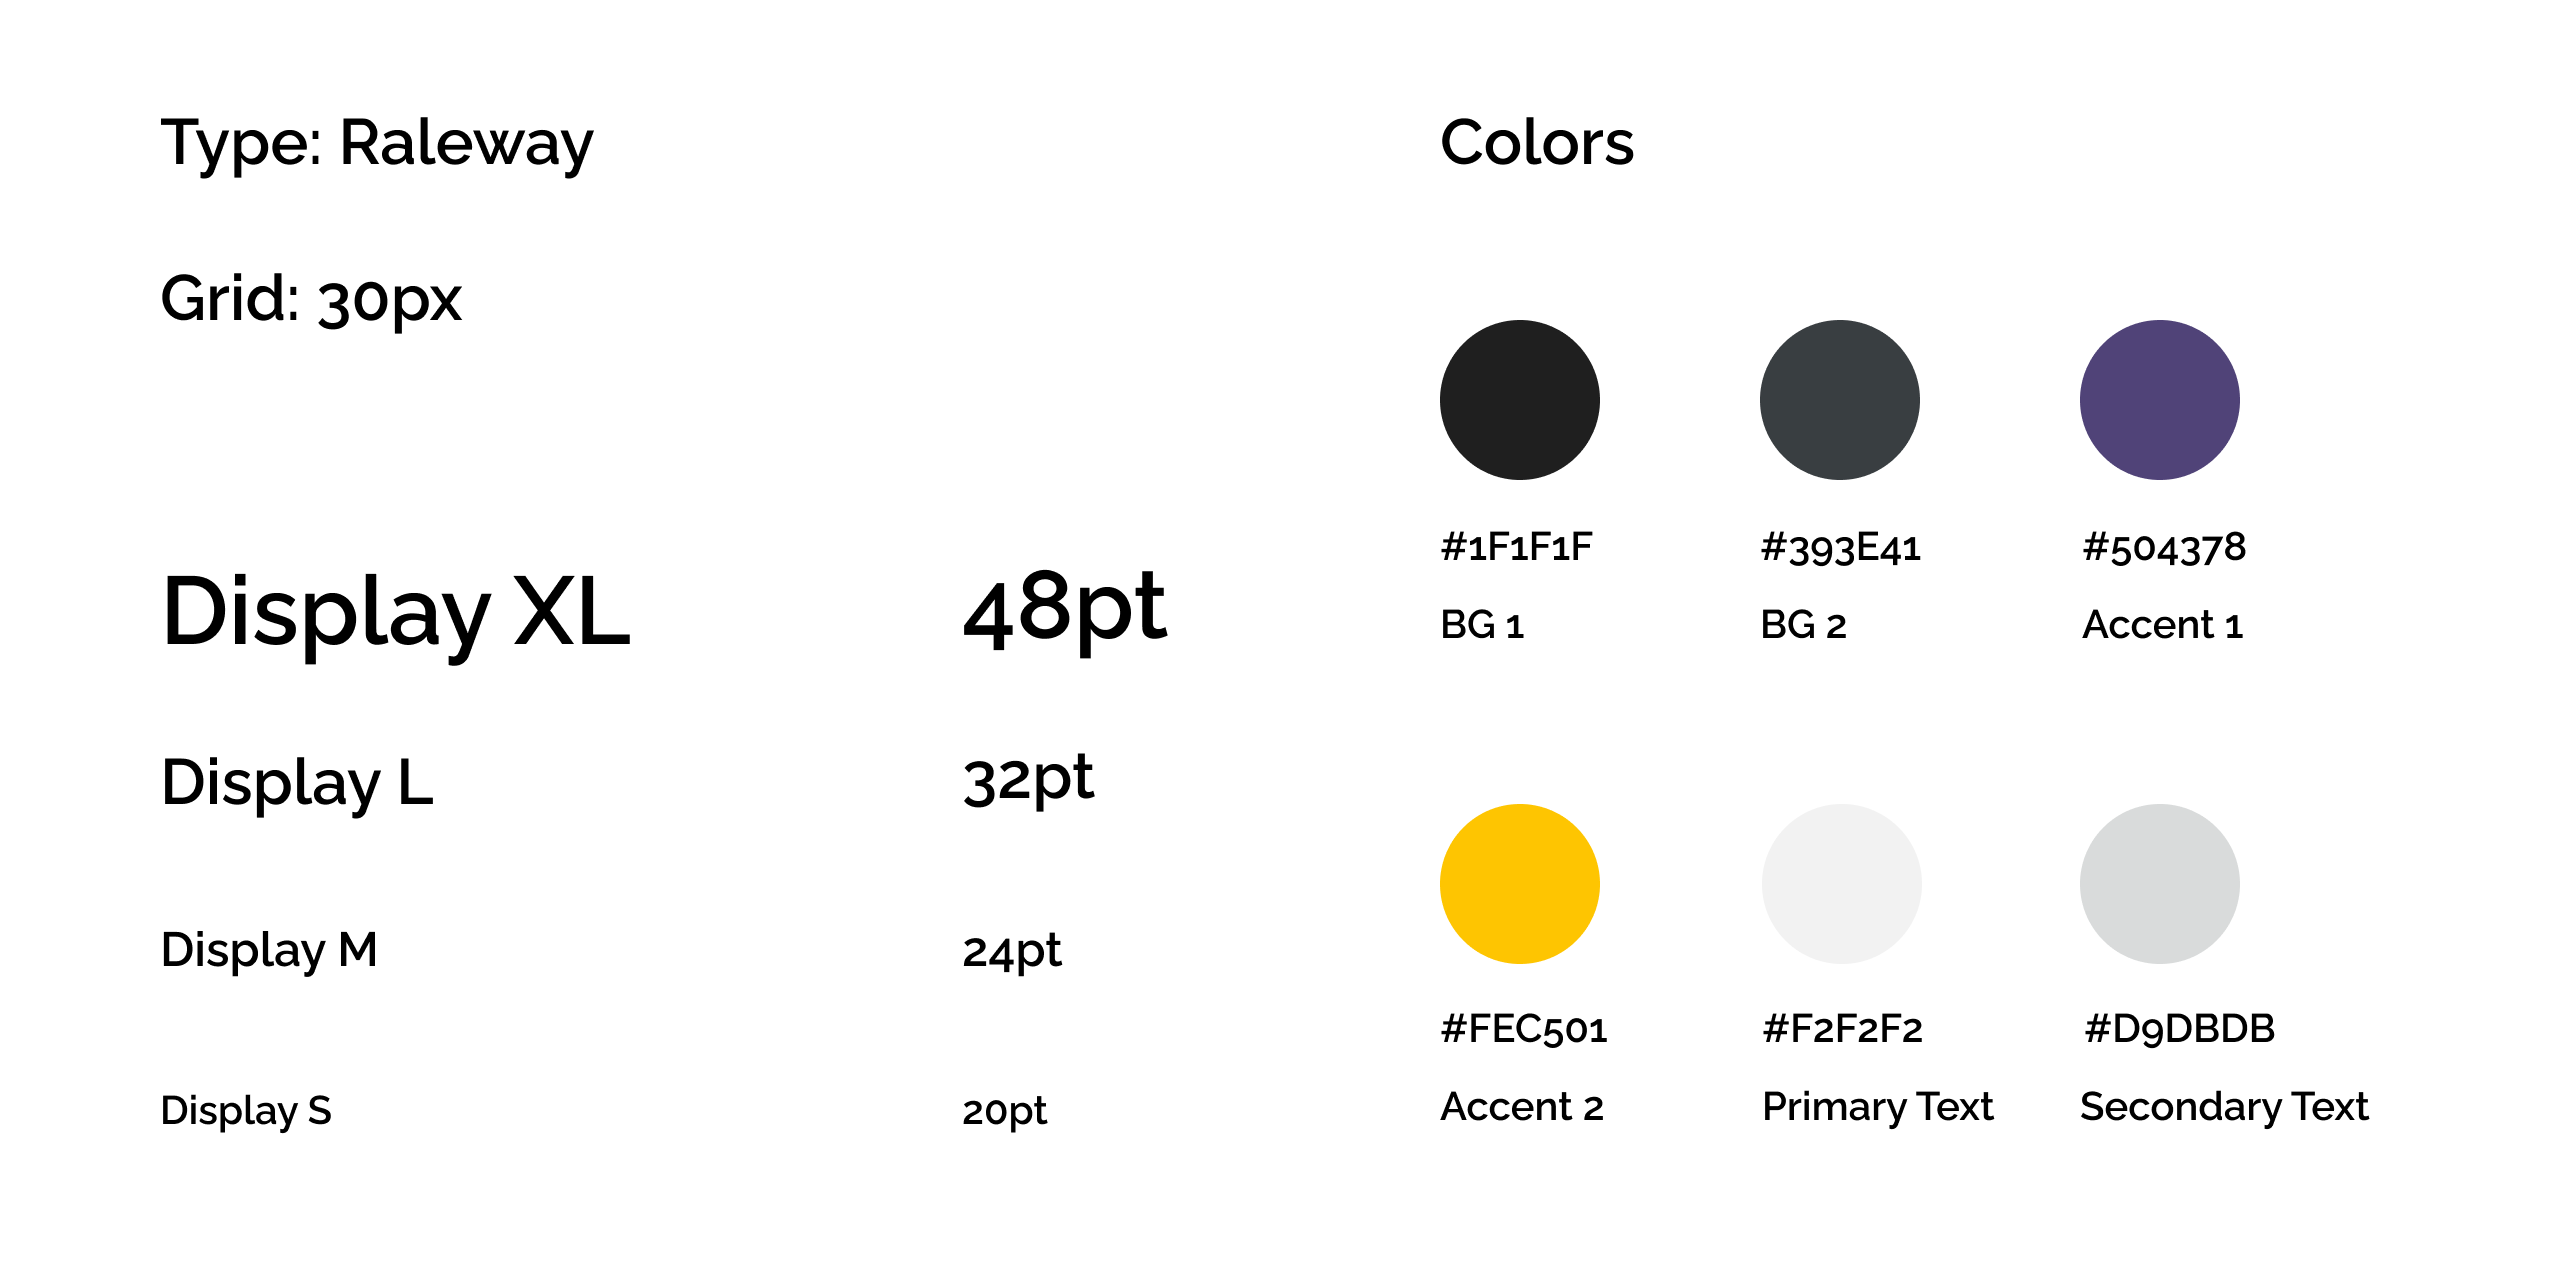 Type: Raleway
Grid: 30px
Display XL 48pt
Display L 32pt
Display M 24pt
Display S 20pt
Colors
#1F1F1F #393E41 #504378
BG 1 BG 2 Accent 1
#FEC501 #F2F2F2 #D9DBDB
Accent 2 Primary Text Secondary Text